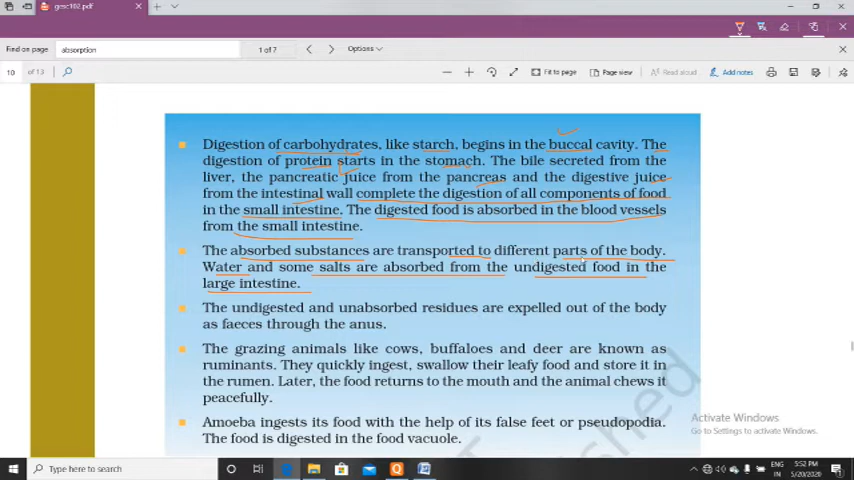 gesc102.pdf
Find on page
absorption
1 of 7
Options
10
of 13
Fit to page
Page view
Read aloud
Add notes
Digestion of carbohydrates, like starch, begins in the buccal cavity. The
digestion of protein starts in the stomach. The bile secreted from the
liver, the pancreatic juice from the pancreas and the digestive juice
from the intestinal wall complete the digestion of all components of food
in the small intestine. The digested food is absorbed in the blood vessels
from the small intestine.
The absorbed substances are transported to different parts of the body.
Water and some salts are absorbed from the undigested food in the
large intestine.
The undigested and unabsorbed residues are expelled out of the body
as faeces through the anus.
The grazing animals like cows, buffaloes and deer are known as
ruminants. They quickly ingest, swallow their leafy food and store it in
the rumen. Later, the food returns to the mouth and the animal chews it
peacefully.
Amoeba ingests its food with the help of its false feet or pseudopodia.
The food is digested in the food vacuole.
Activate Windows
Go to Settings to activate Windows.
Type here to search
ENG
IN
5:52 PM
5/20/2020